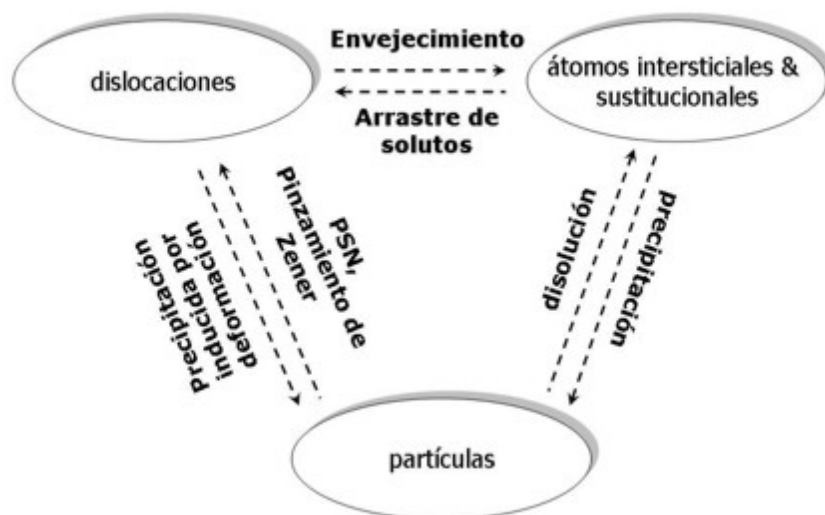 dislocaciones
Envejecimiento
Arrastre de
solutos
átomos intersticiales &
sustitucionales
Precipitación
inducida por
deformación
PSN,
Pinzamiento de
Zener
disolución
precipitación
partículas